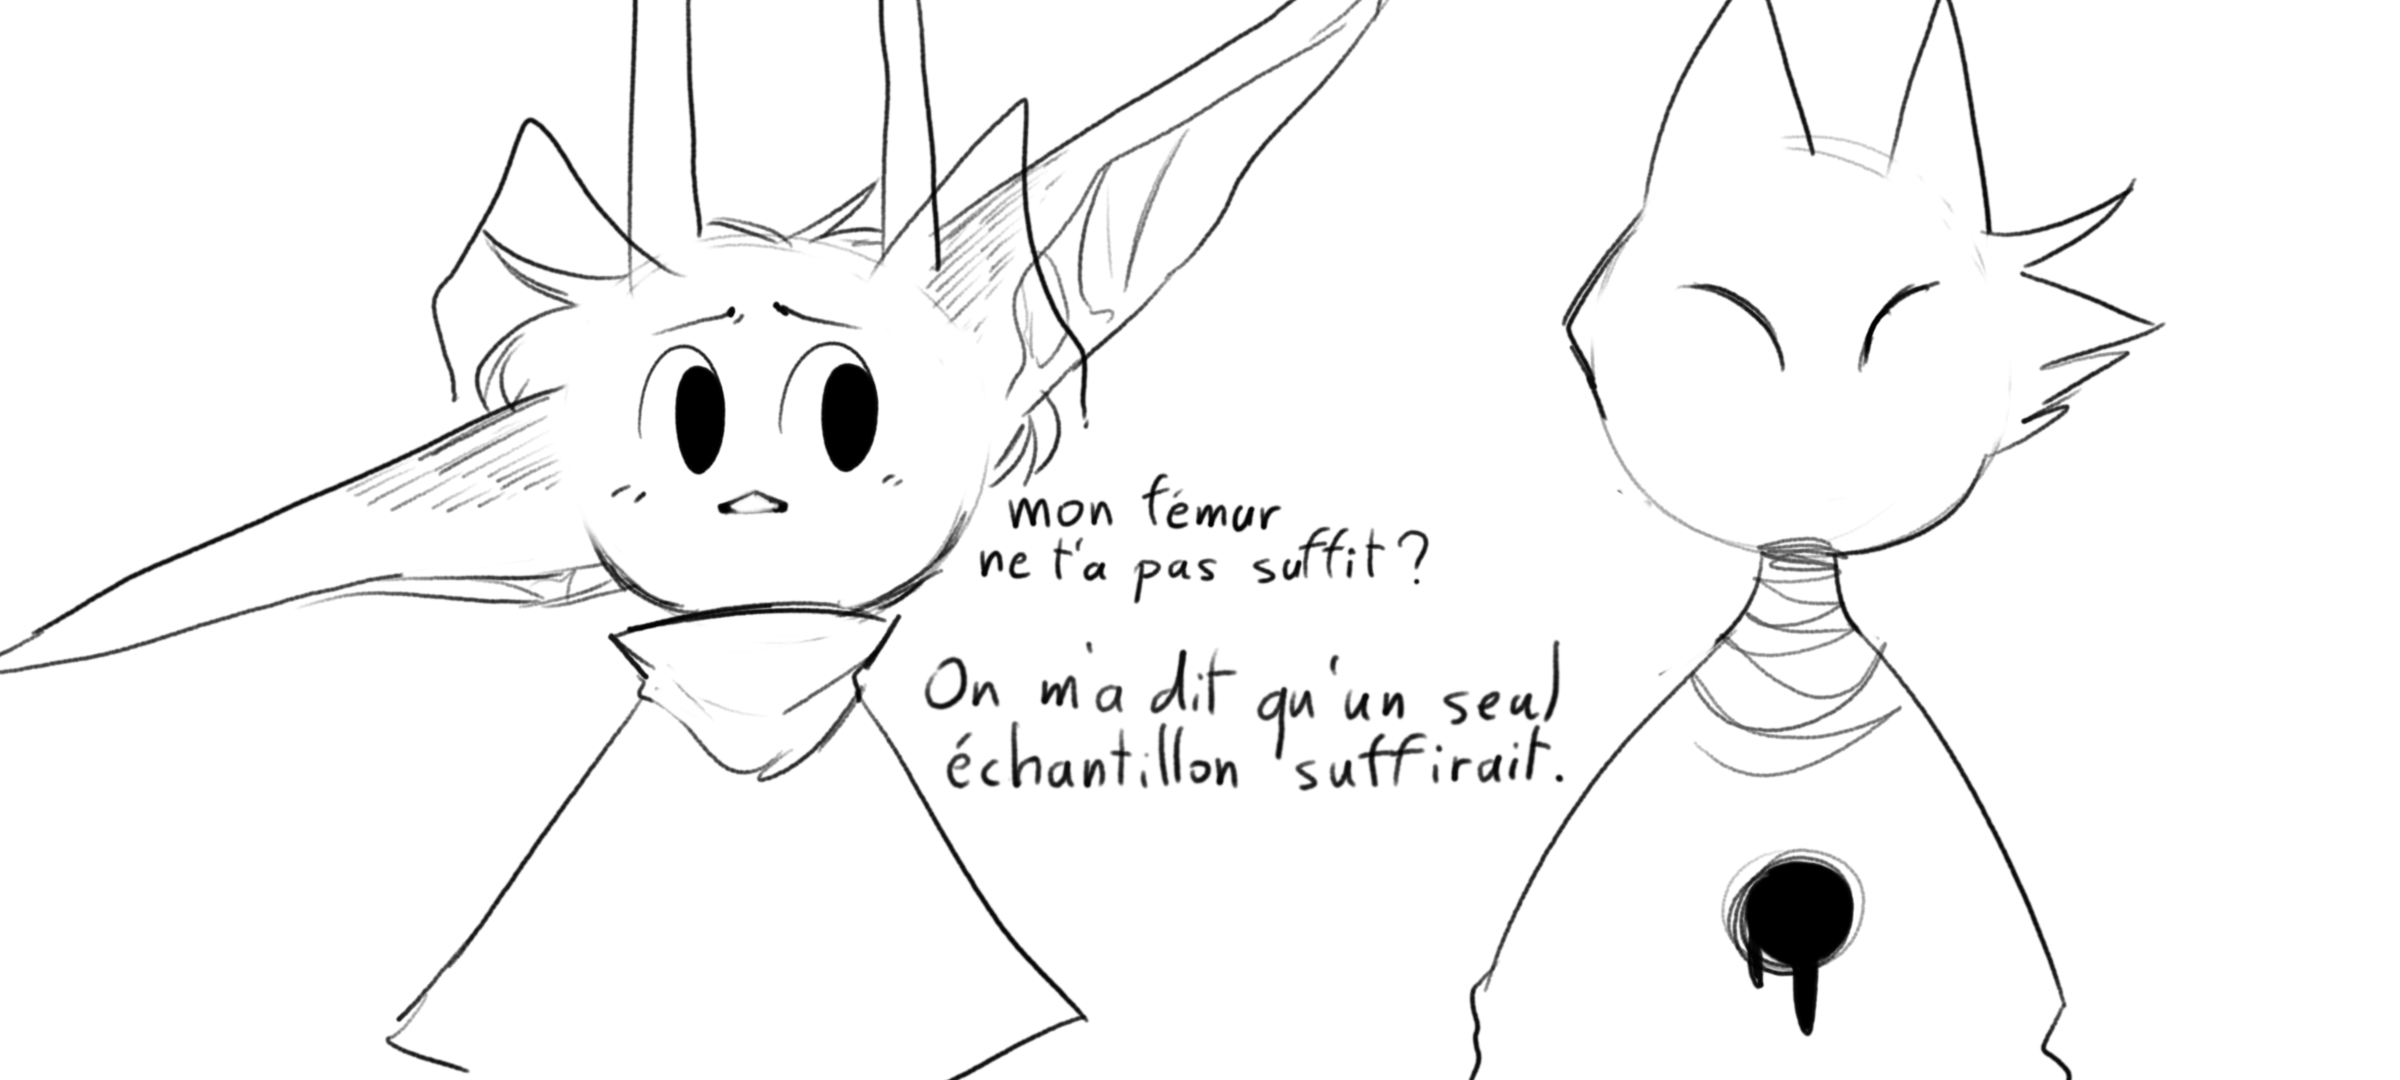 mon fémur
ne t'a pas suffit ?
On m'a dit qu'un seul
échantillon suffirait.